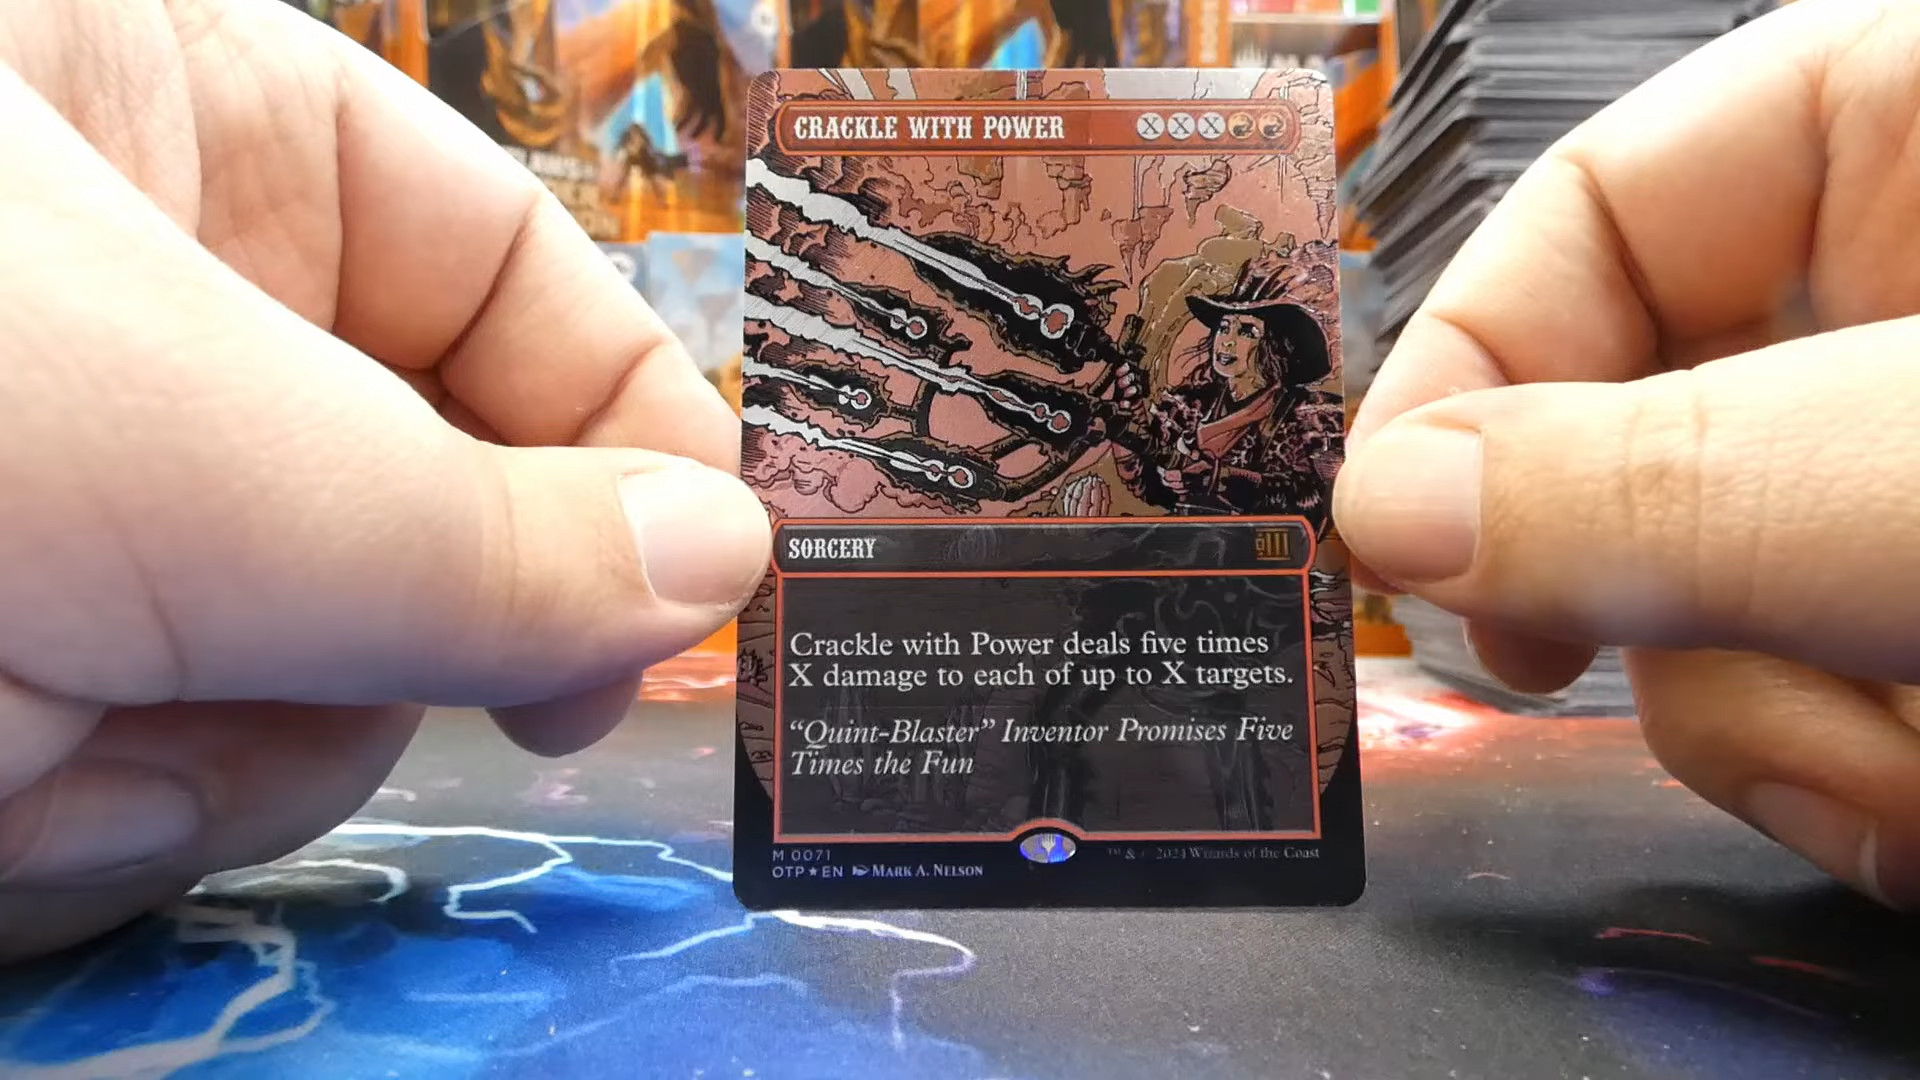 CRACKLE WITH POWER XXX
SORCERY
Crackle with Power deals five times
X damage to each of up to X targets.
“Quint-Blaster” Inventor Promises Five
Times the Fun
M 0071
OTP★EN MARK A. NELSON
™ & © 2024 Wizards of the Coast